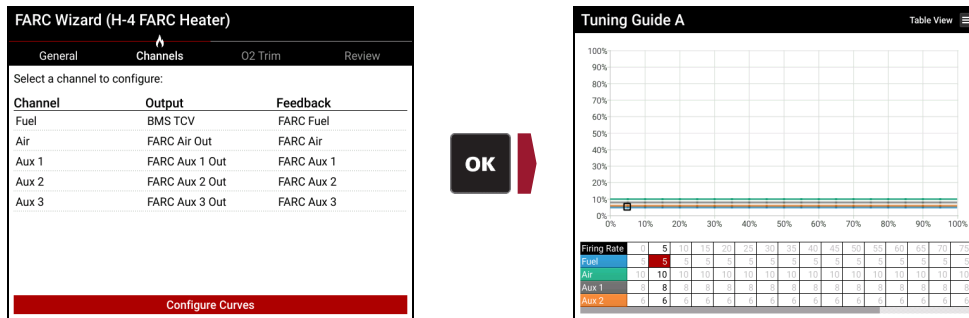 FARC Wizard (H-4 FARC Heater)
General Channels O2 Trim Review
Select a channel to configure:
Channel Output Feedback
Fuel BMS TCV FARC Fuel
Air FARC Air Out FARC Air
Aux 1 FARC Aux 1 Out FARC Aux 1
Aux 2 FARC Aux 2 Out FARC Aux 2
Aux 3 FARC Aux 3 Out FARC Aux 3
Configure Curves
OK
Tuning Guide A Table View
100%
90%
80%
70%
60%
50%
40%
30%
20%
10%
0%
0% 10% 20% 30% 40% 50% 60% 70% 80% 90% 100%
Firing Rate 0 5 10 15 20 25 30 35 40 45 50 55 60 65 70 75
Fuel 5 5 5 5 5 5 5 5 5 5 5 5 5 5 5 5
Air 10 10 10 10 10 10 10 10 10 10 10 10 10 10 10 10
Aux 1 8 8 8 8 8 8 8 8 8 8 8 8 8 8 8 8
Aux 2 6 6 6 6 6 6 6 6 6 6 6 6 6 6 6 6